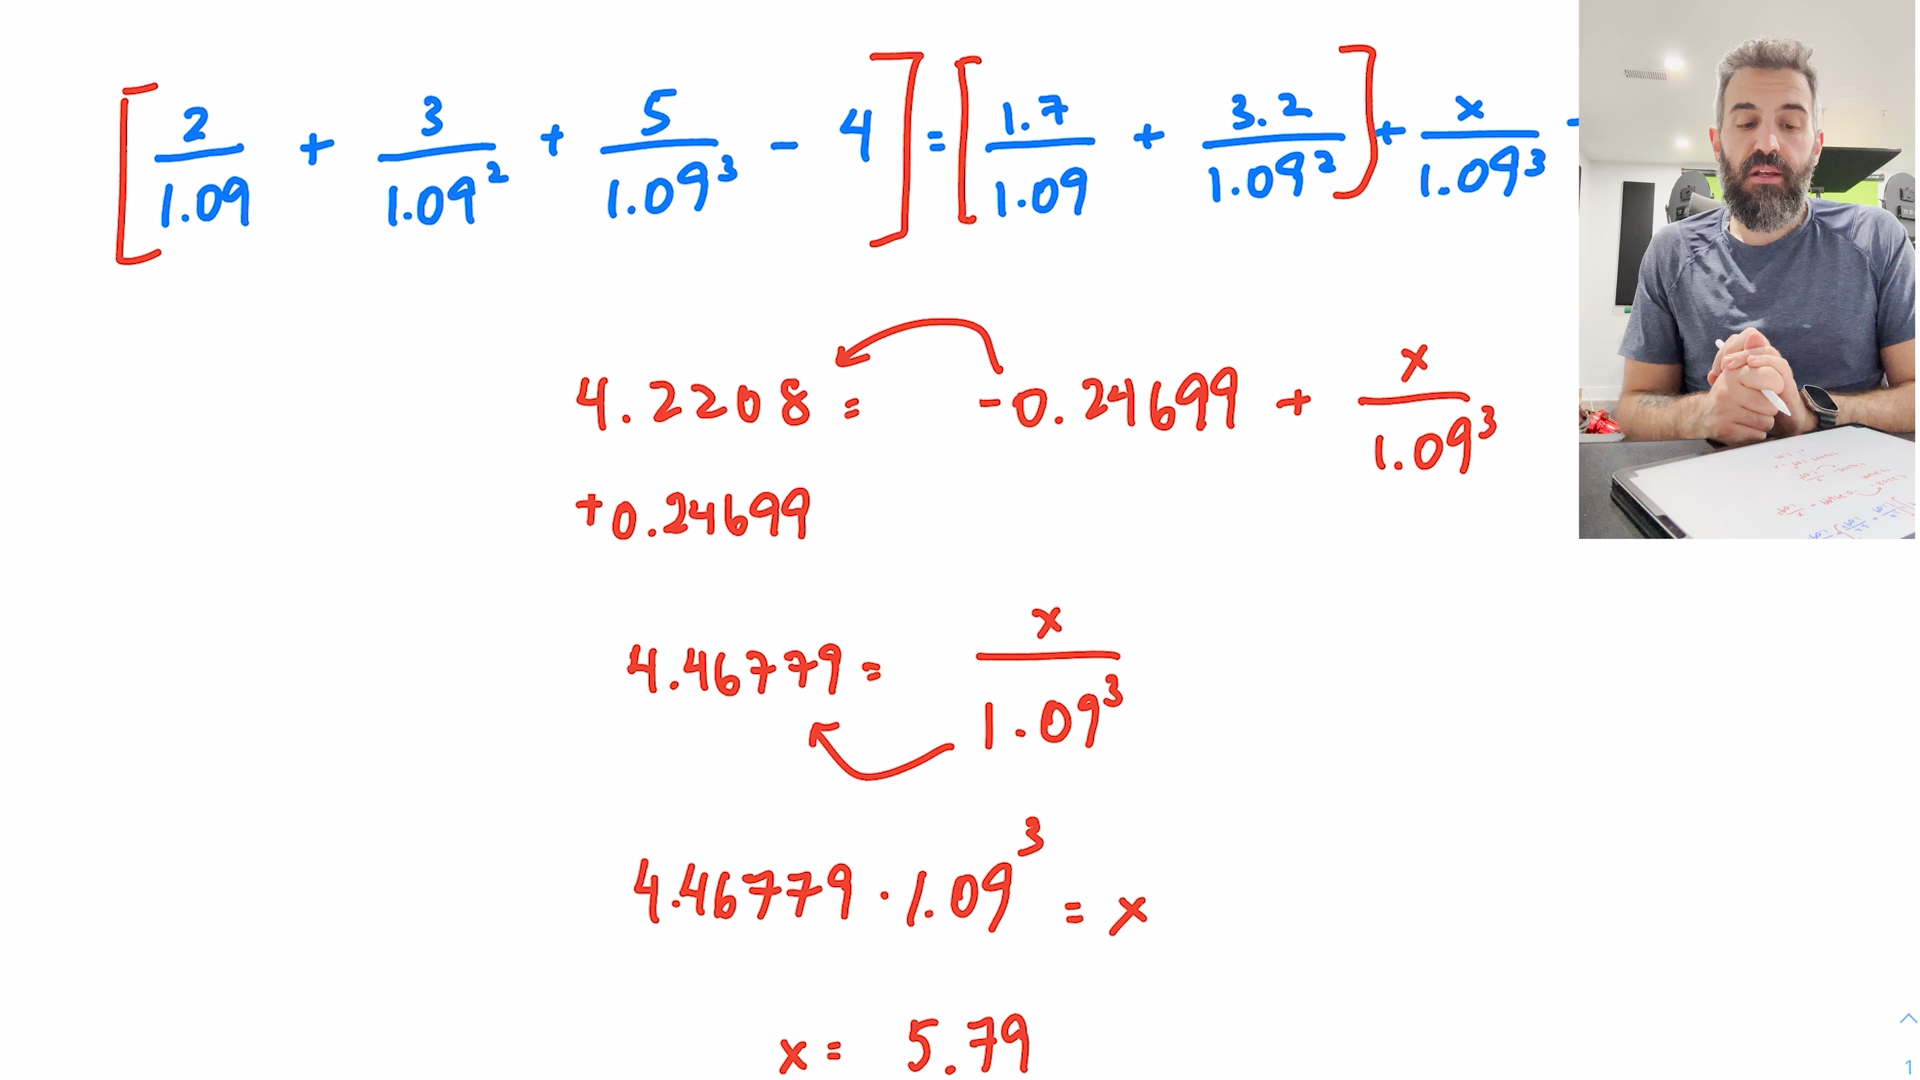 [2/1.09 + 3/1.09² + 5/1.09³ - 4] = [1.7/1.09 + 3.2/1.09²] + x/1.09³ -
4.2208 = -0.24699 + x/1.09³
+0.24699
4.46779 = x/1.09³
4.46779 · 1.09³ = x
x = 5.79
1